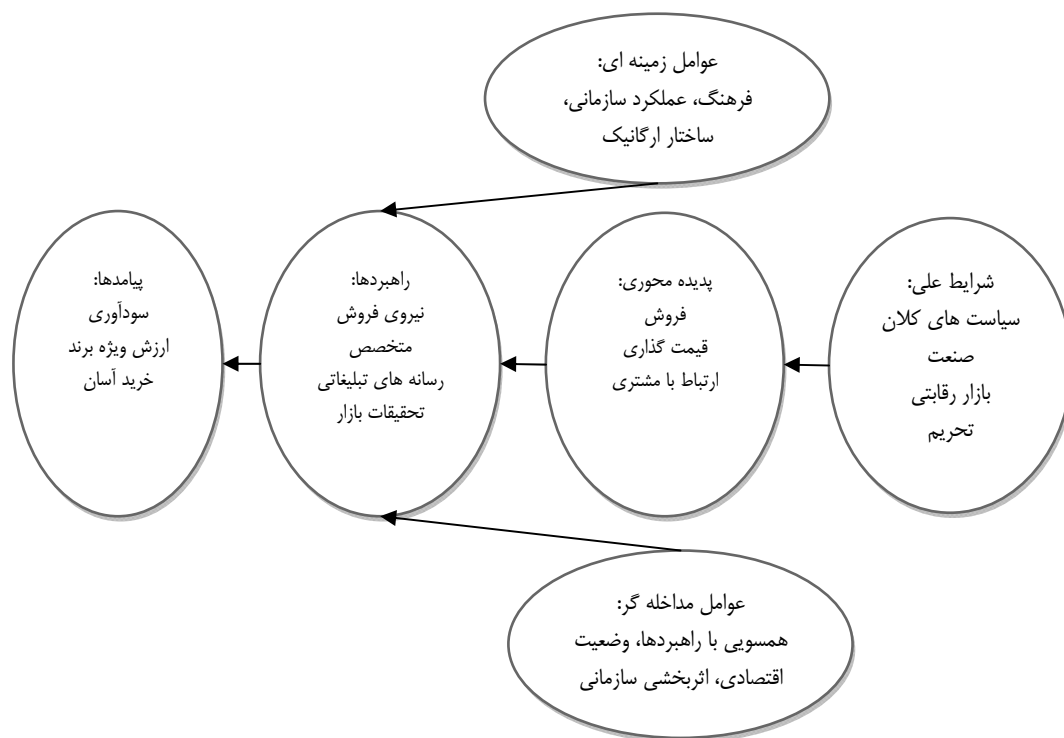 عوامل زمینه ای:
فرهنگ، عملکرد سازمانی،
ساختار ارگانیک
شرایط علی:
سیاست های کلان
صنعت
بازار رقابتی
تحریم
پدیده محوری:
فروش
قیمت گذاری
ارتباط با مشتری
راهبردها:
نیروی فروش
متخصص
رسانه های تبلیغاتی
تحقیقات بازار
پیامدها:
سودآوری
ارزش ویژه برند
خرید آسان
عوامل مداخله گر:
همسویی با راهبردها، وضعیت
اقتصادی، اثربخشی سازمانی